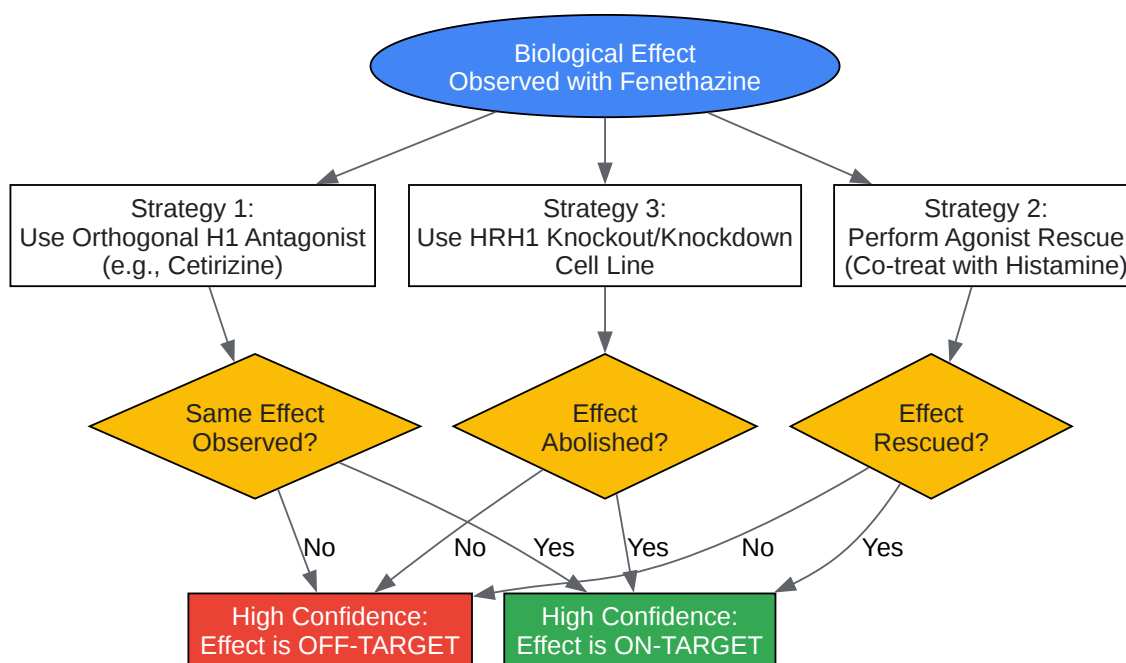 Biological Effect
Observed with Fenethazine
Strategy 1:
Use Orthogonal H1 Antagonist
(e.g., Cetirizine)
Strategy 3:
Use HRH1 Knockout/Knockdown
Cell Line
Strategy 2:
Perform Agonist Rescue
(Co-treat with Histamine)
Same Effect
Observed?
Effect
Abolished?
Effect
Rescued?
No
No
Yes
Yes
No
Yes
High Confidence:
Effect is OFF-TARGET
High Confidence:
Effect is ON-TARGET